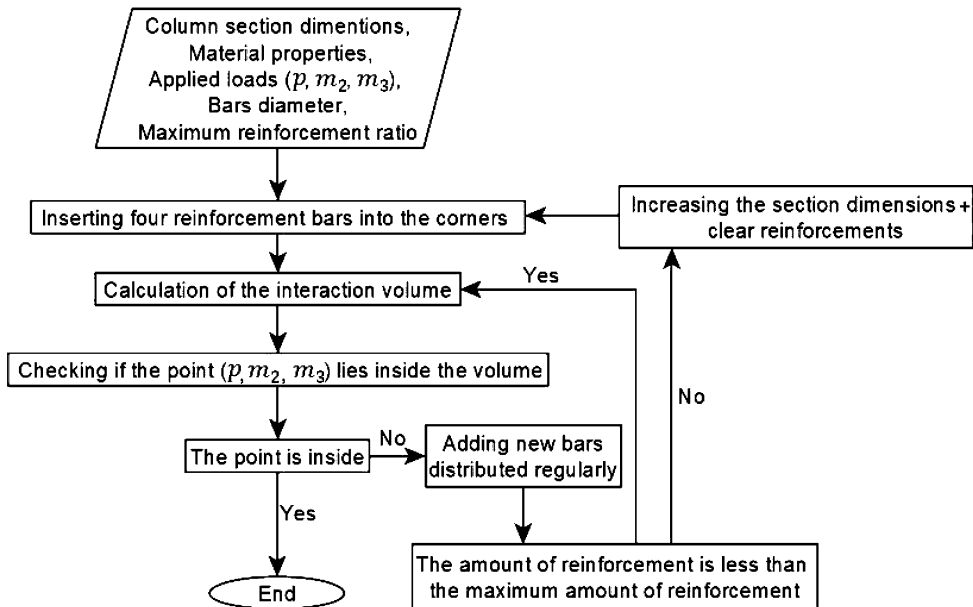 Column section dimentions,
Material properties,
Applied loads (p, m₂, m₃),
Bars diameter,
Maximum reinforcement ratio
Inserting four reinforcement bars into the corners
Increasing the section dimensions +
clear reinforcements
Calculation of the interaction volume
Yes
Checking if the point (p, m₂, m₃) lies inside the volume
No
The point is inside
No
Adding new bars
distributed regularly
Yes
The amount of reinforcement is less than
the maximum amount of reinforcement
End